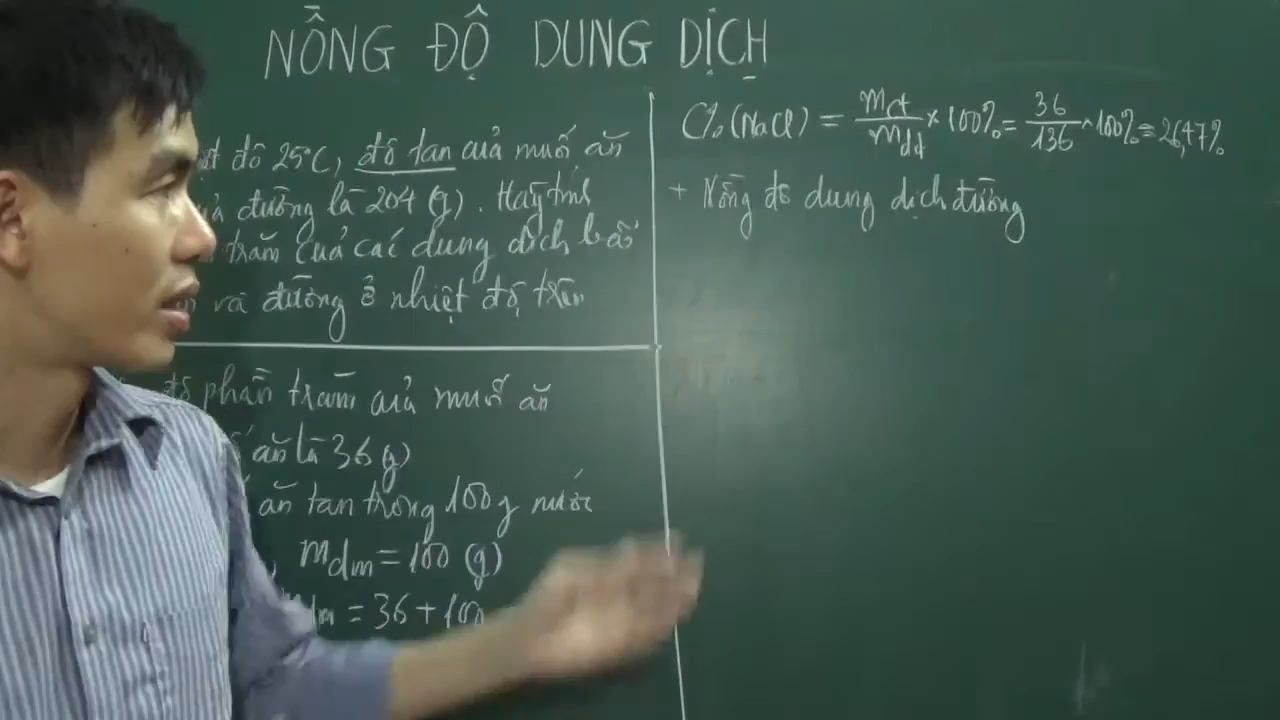 NỒNG ĐỘ DUNG DỊCH
độ 25°C, độ tan của muối ăn
đường là 204 (g). Hãy tính
trăm của các dung dịch bão
và đường ở nhiệt độ trên
độ phần trăm của muối ăn
ăn là 36 g)
ăn tan trong 100g nước
mdm = 100 (g)
= 36 + 100
C% (NaCl) = mct/mdd × 100% = 36/136 × 100% = 26,47%
+ Nồng độ dung dịch đường